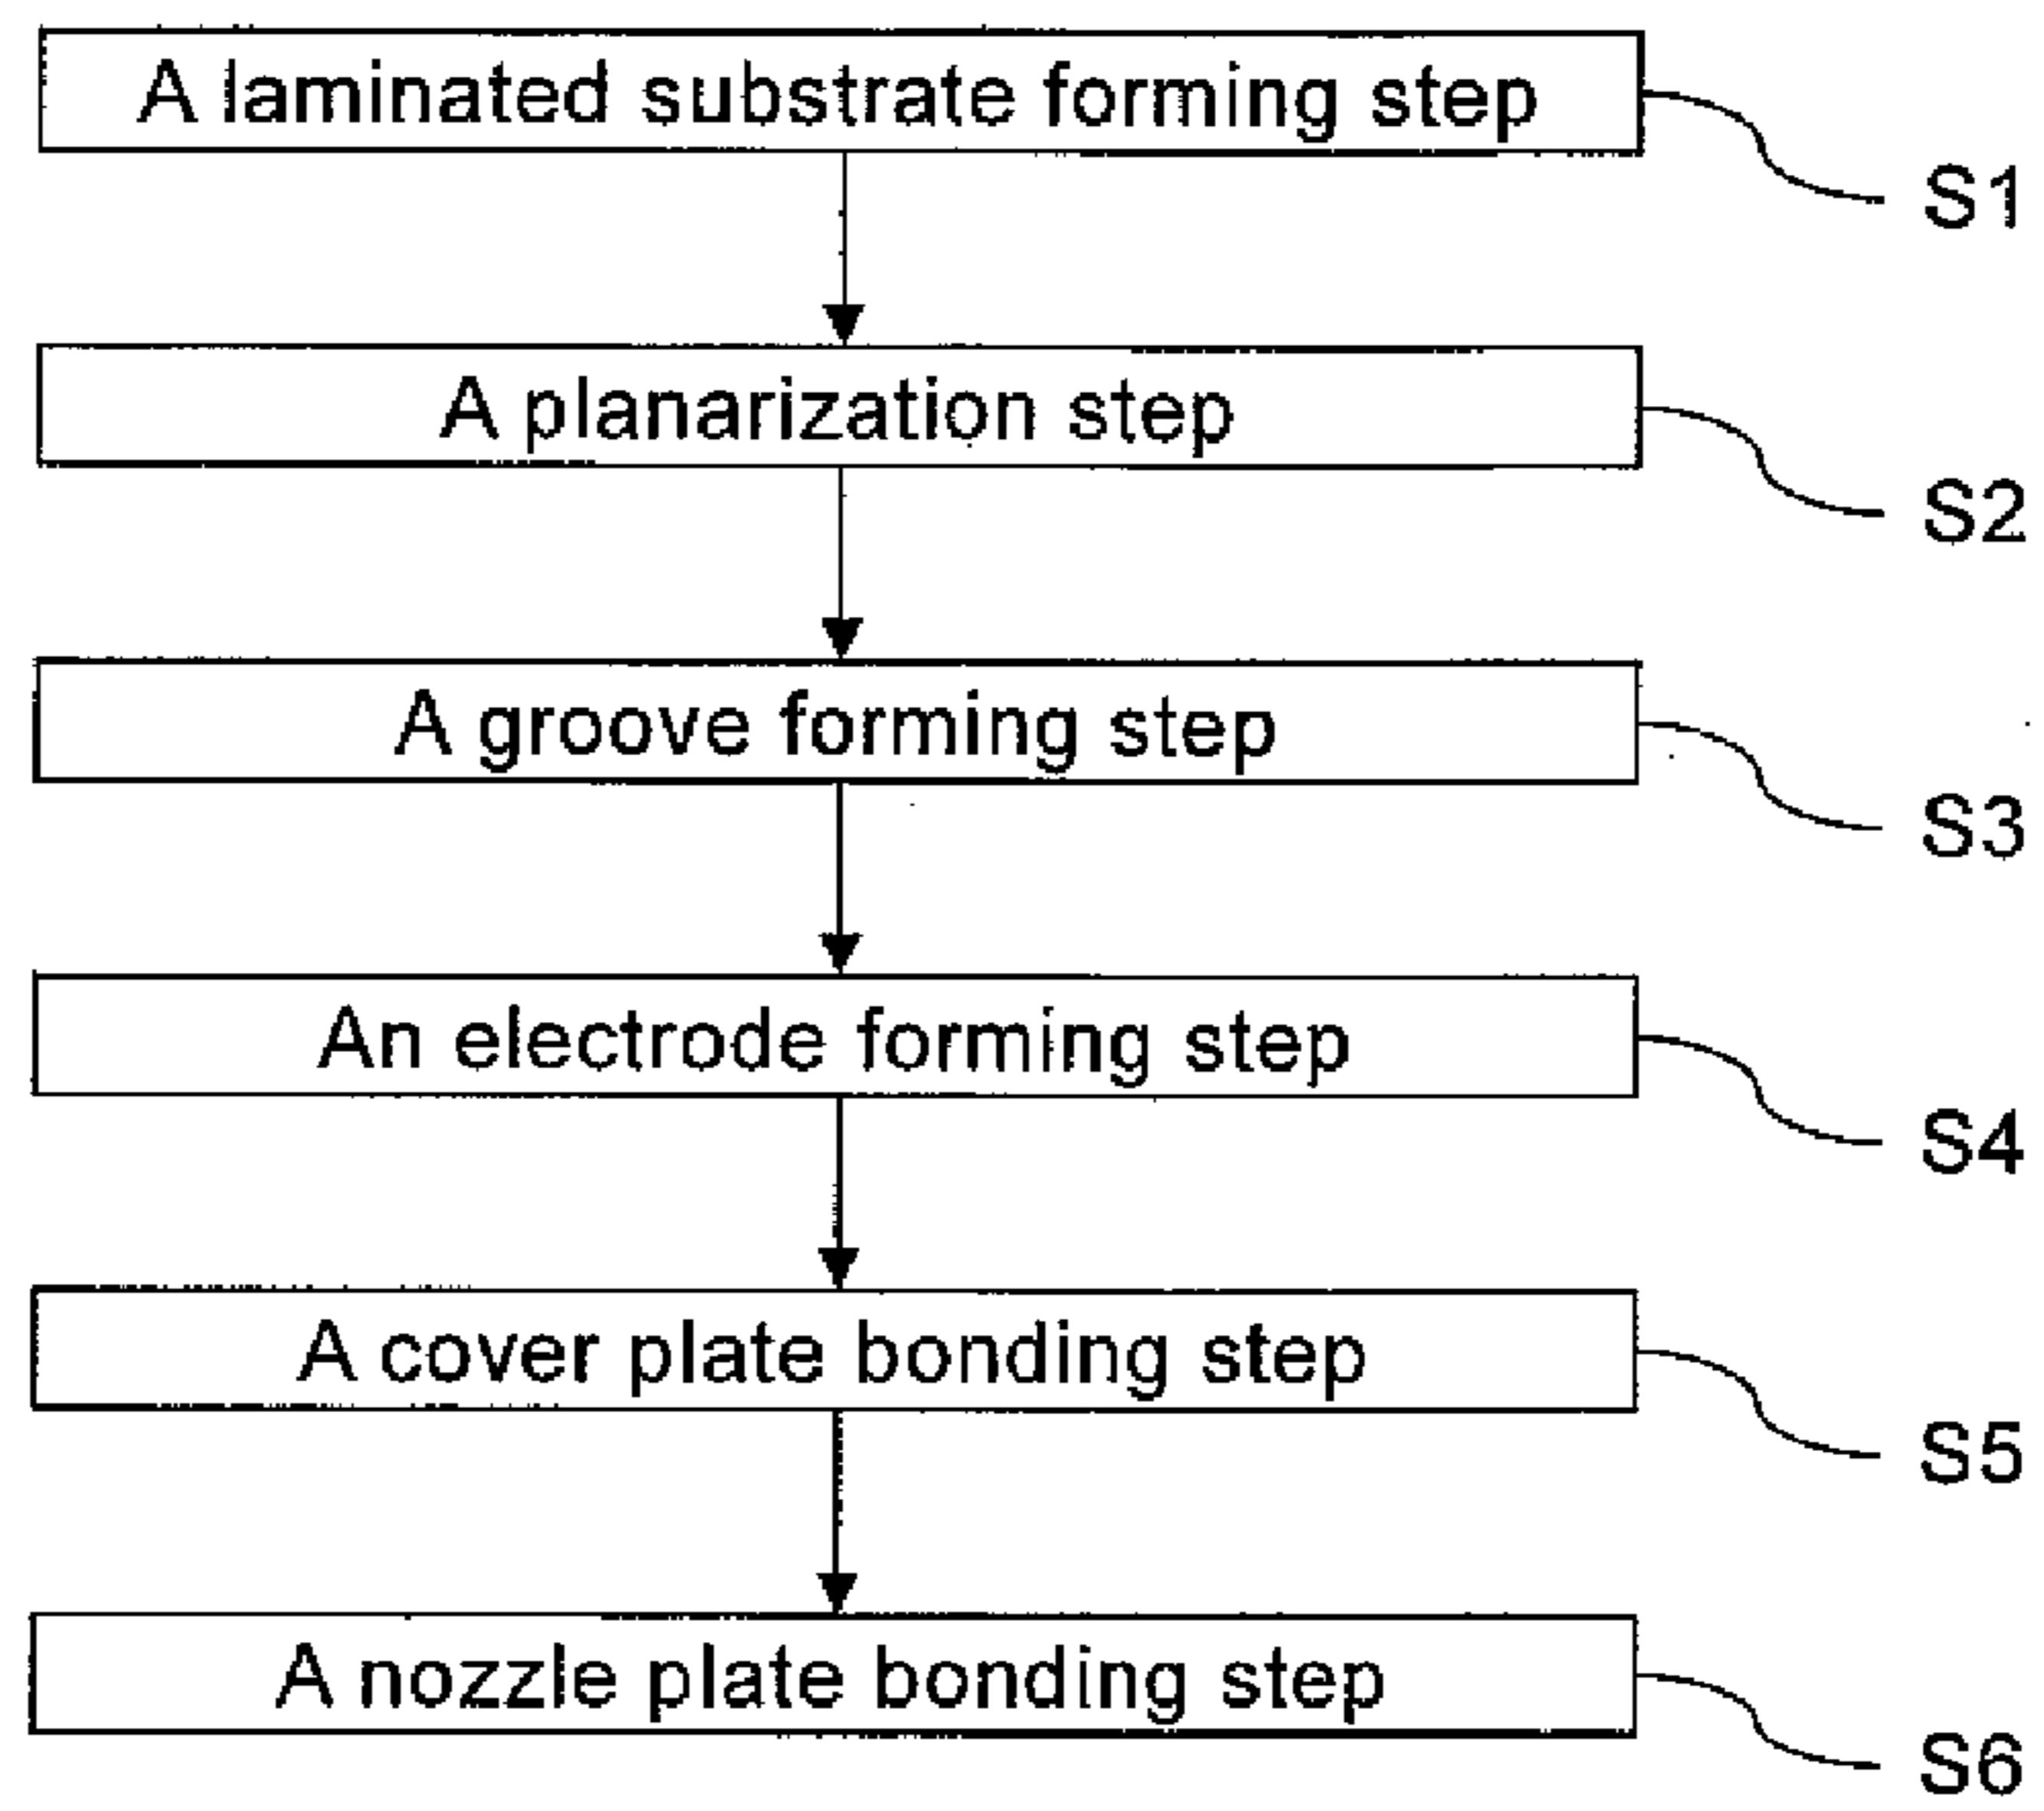 A laminated substrate forming step
S1
A planarization step
S2
A groove forming step
S3
An electrode forming step
S4
A cover plate bonding step
S5
A nozzle plate bonding step
S6